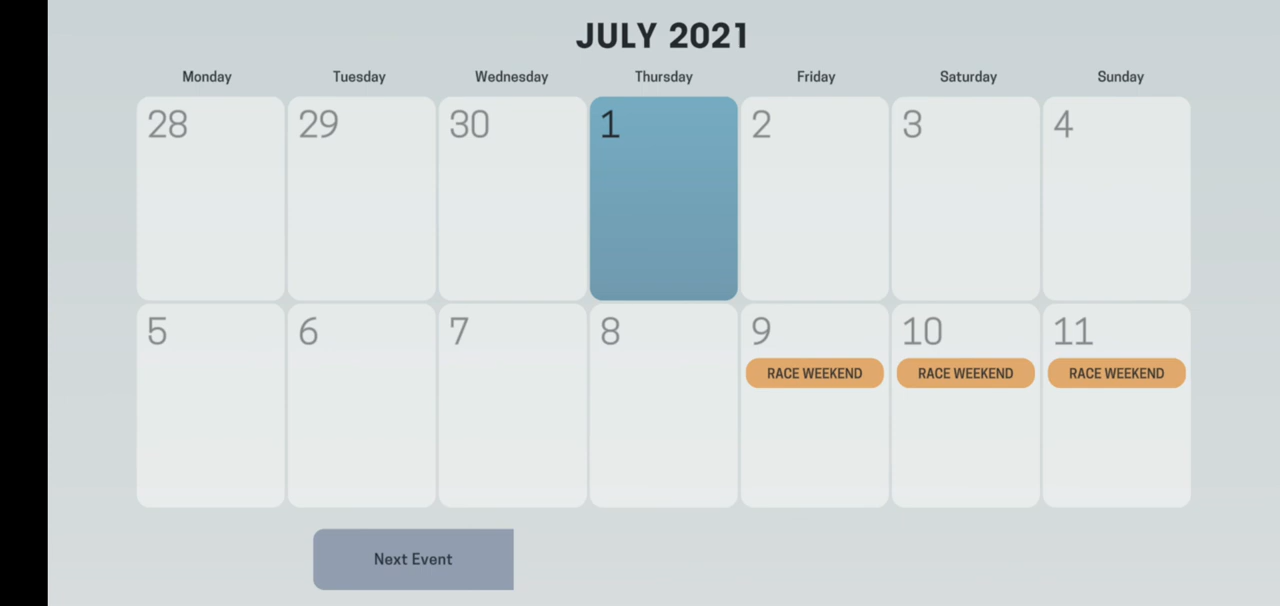 JULY 2021
Monday Tuesday Wednesday Thursday Friday Saturday Sunday
28 29 30 1 2 3 4
5 6 7 8 9 10 11
RACE WEEKEND RACE WEEKEND RACE WEEKEND
Next Event